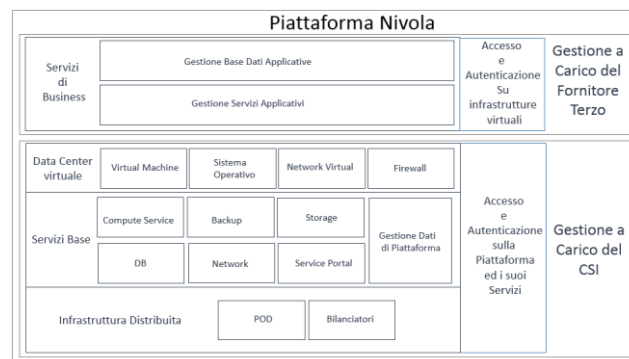 Piattaforma Nivola
Servizi
di
Business
Gestione Base Dati Applicative
Gestione Servizi Applicativi
Accesso
e
Autenticazione
Su
infrastrutture
virtuali
Gestione a
Carico del
Fornitore
Terzo
Data Center
virtuale
Virtual Machine
Sistema
Operativo
Network Virtual
Firewall
Servizi Base
Compute Service
Backup
Storage
Gestione Dati
di Piattaforma
DB
Network
Service Portal
Accesso
e
Autenticazione
sulla
Piattaforma
ed i suoi
Servizi
Gestione a
Carico del
CSI
Infrastruttura Distribuita
POD
Bilanciatori